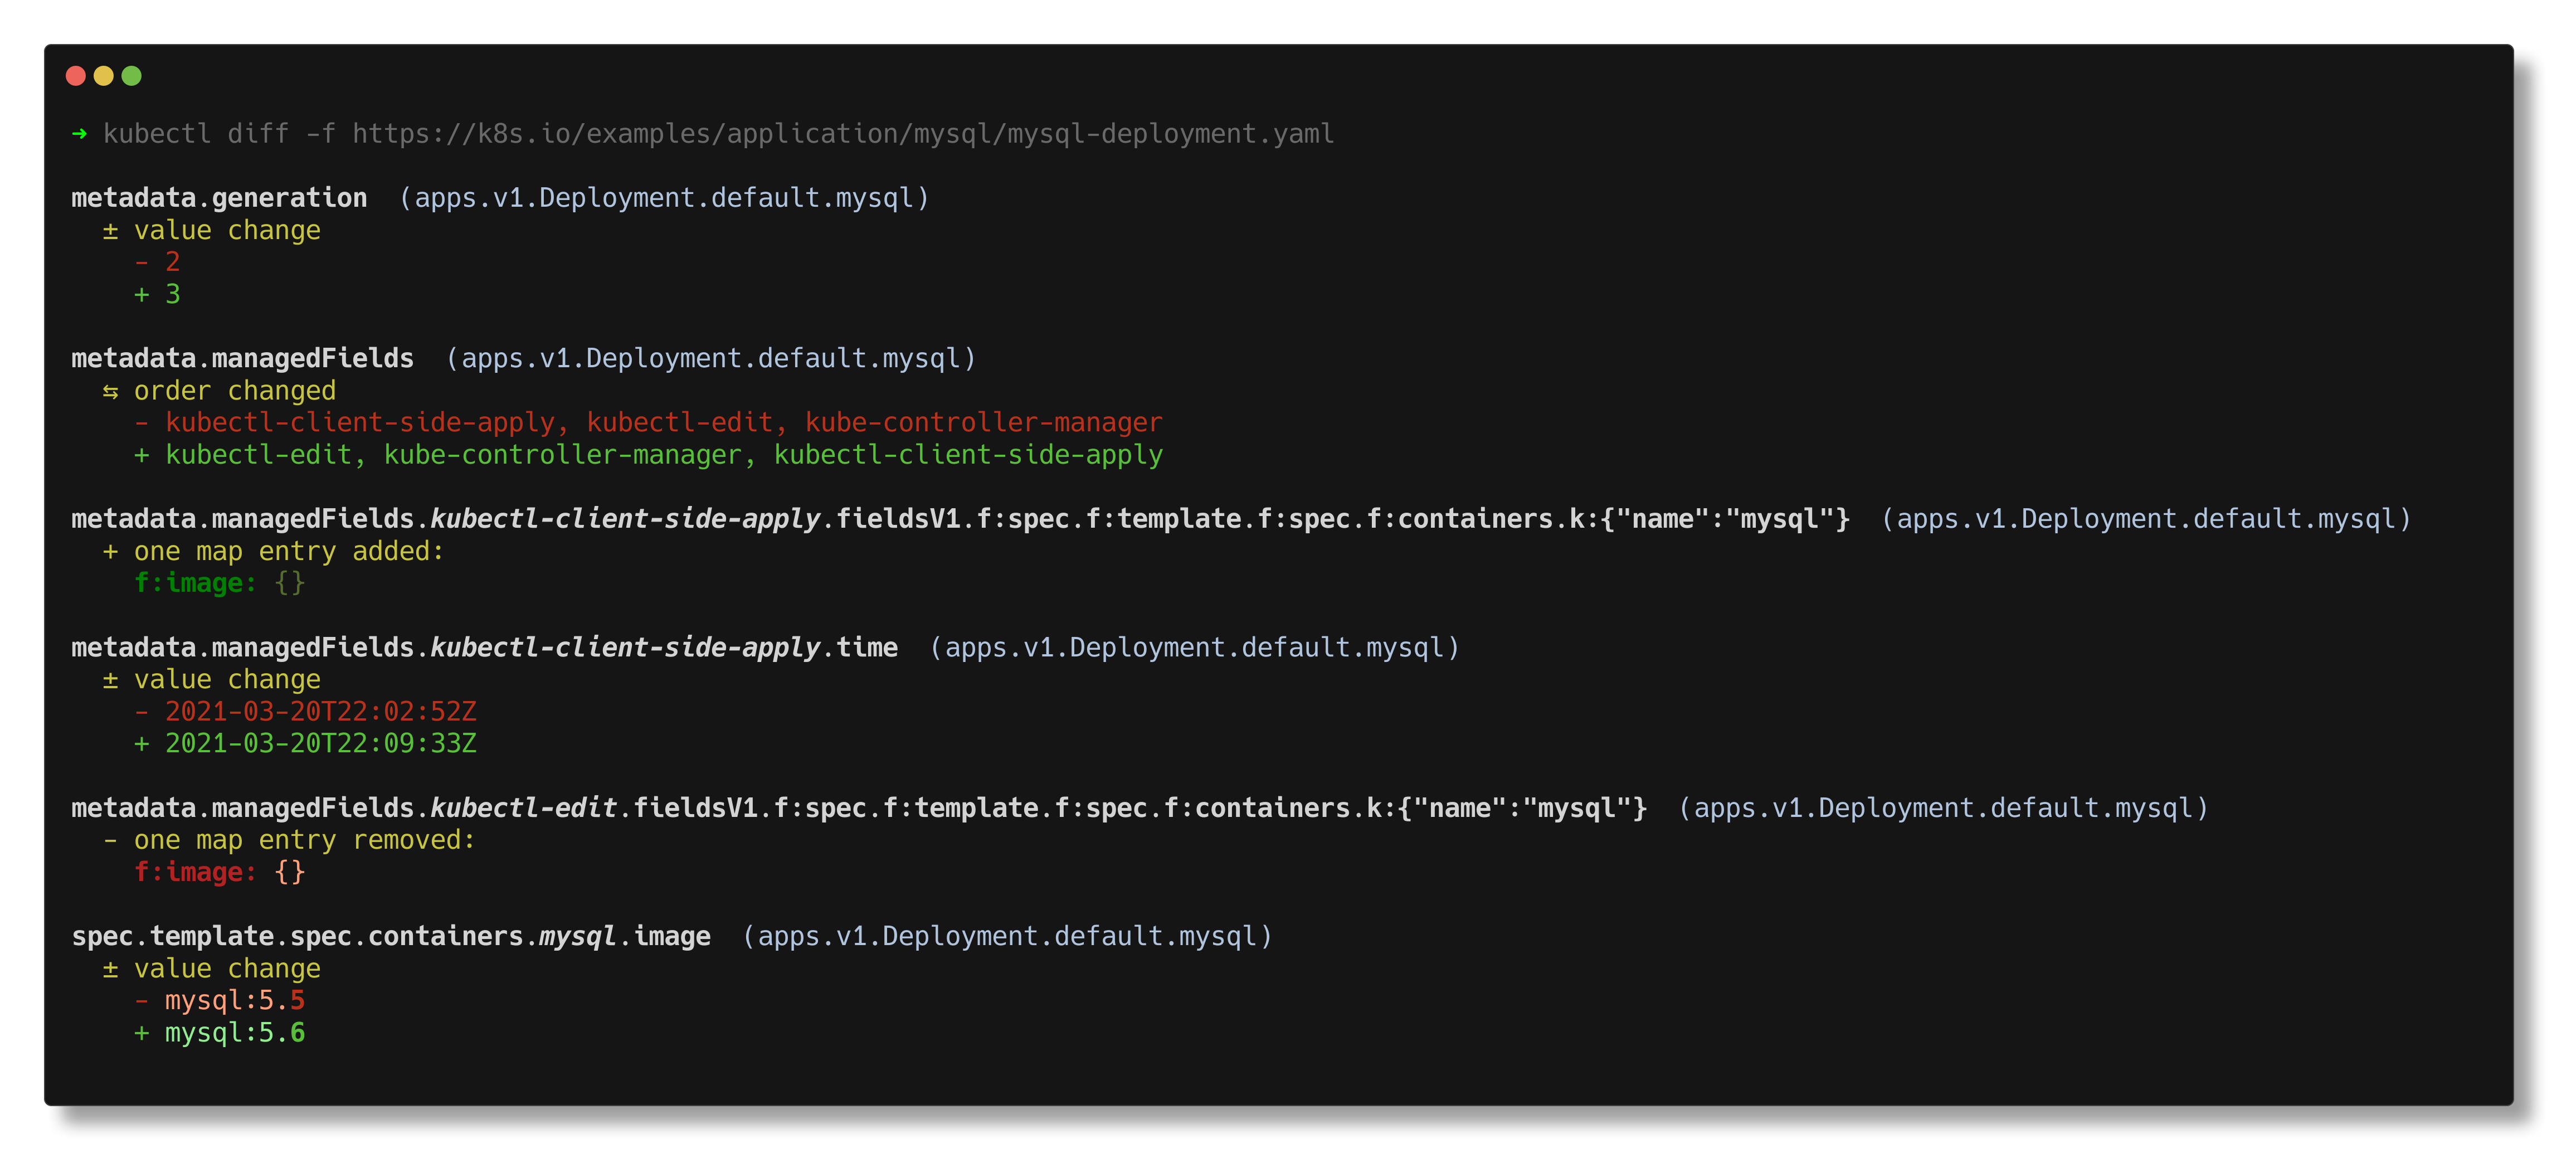 ➜ kubectl diff -f https://k8s.io/examples/application/mysql/mysql-deployment.yaml
metadata.generation  (apps.v1.Deployment.default.mysql)
± value change
- 2
+ 3
metadata.managedFields  (apps.v1.Deployment.default.mysql)
⇆ order changed
- kubectl-client-side-apply, kubectl-edit, kube-controller-manager
+ kubectl-edit, kube-controller-manager, kubectl-client-side-apply
metadata.managedFields.kubectl-client-side-apply.fieldsV1.f:spec.f:template.f:spec.f:containers.k:{"name":"mysql"}  (apps.v1.Deployment.default.mysql)
+ one map entry added:
f:image: {}
metadata.managedFields.kubectl-client-side-apply.time  (apps.v1.Deployment.default.mysql)
± value change
- 2021-03-20T22:02:52Z
+ 2021-03-20T22:09:33Z
metadata.managedFields.kubectl-edit.fieldsV1.f:spec.f:template.f:spec.f:containers.k:{"name":"mysql"}  (apps.v1.Deployment.default.mysql)
- one map entry removed:
f:image: {}
spec.template.spec.containers.mysql.image  (apps.v1.Deployment.default.mysql)
± value change
- mysql:5.5
+ mysql:5.6